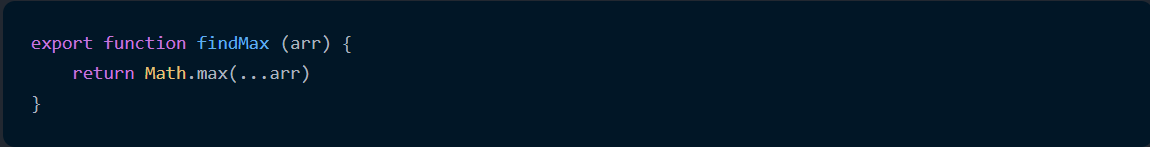 export function findMax (arr) {
    return Math.max(...arr)
}